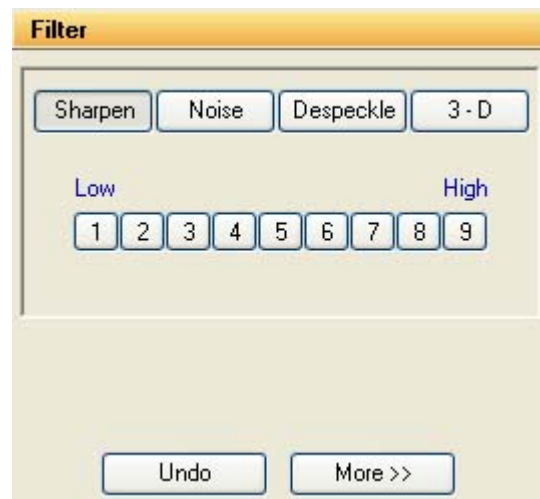 Filter
Sharpen Noise Despeckle 3 - D
Low High
1 2 3 4 5 6 7 8 9
Undo More >>